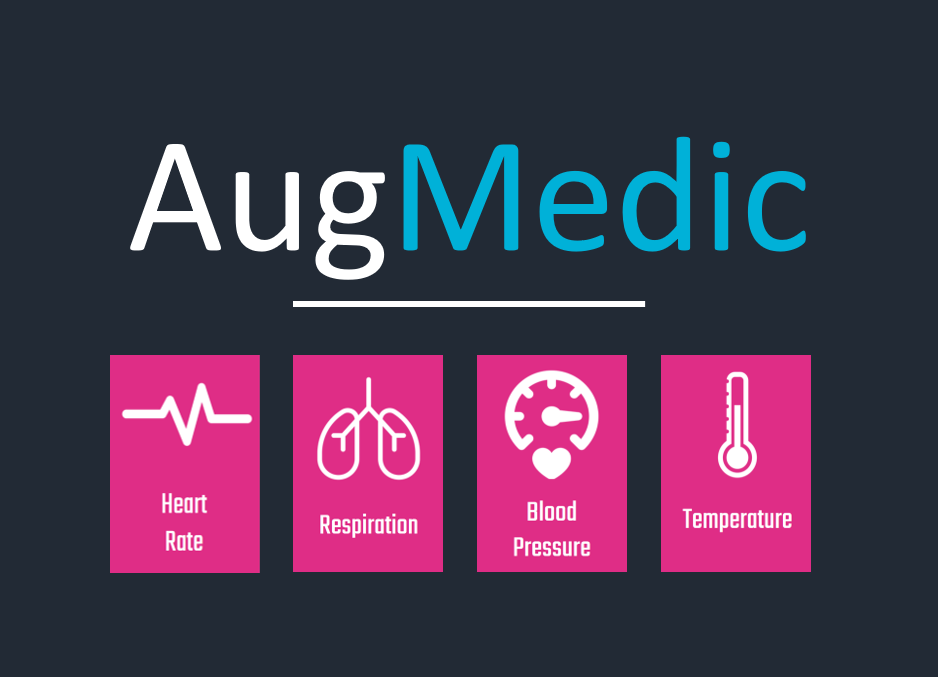 AugMedic
Heart
Rate
Respiration
Blood
Pressure
Temperature